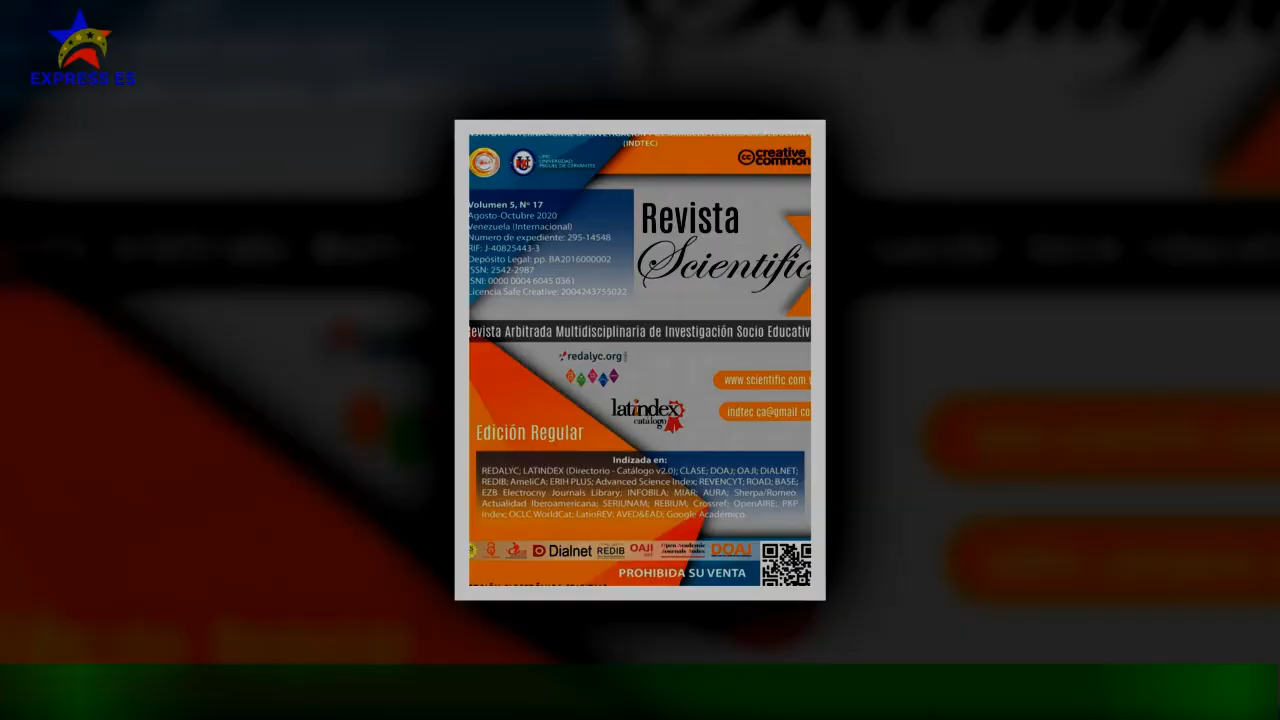 EXPRESS ES
(INDTEC)
UMC
UNIVERSIDAD
MIGUEL DE CERVANTES
cc creative
common
Volumen 5, Nº 17
Agosto-Octubre 2020
Venezuela (Internacional)
Número de expediente: 295-14548
RIF: J-40825443-3
Depósito Legal: pp. BA2016000002
ISSN: 2542-2987
ISNI: 0000 0004 6045 0361
Licencia Safe Creative: 2004243755022
Revista
Scientific
evista Arbitrada Multidisciplinaria de Investigación Socio Educativ
redalyc.org
www.scientific.com.v
latindex
catálogo
indtec.ca@gmail.co
Edición Regular
Indizada en:
REDALYC; LATINDEX (Directorio - Catálogo v2.0); CLASE; DOAJ; OAJI; DIALNET;
REDIB; AmeliCA; ERIH PLUS; Advanced Science Index; REVENCYT; ROAD; BASE;
EZB Electrocny Journals Library; INFOBILA; MIAR; AURA; Sherpa/Romeo.
Actualidad Iberoamericana; SERIUNAM; REBIUM; Crossref; OpenAIRE; PKP
Index; OCLC WorldCat; LatinREV; AVED&EAD; Google Académico.
Dialnet REDIB OAJI Open Academic Journals Index DOAJ
PROHIBIDA SU VENTA